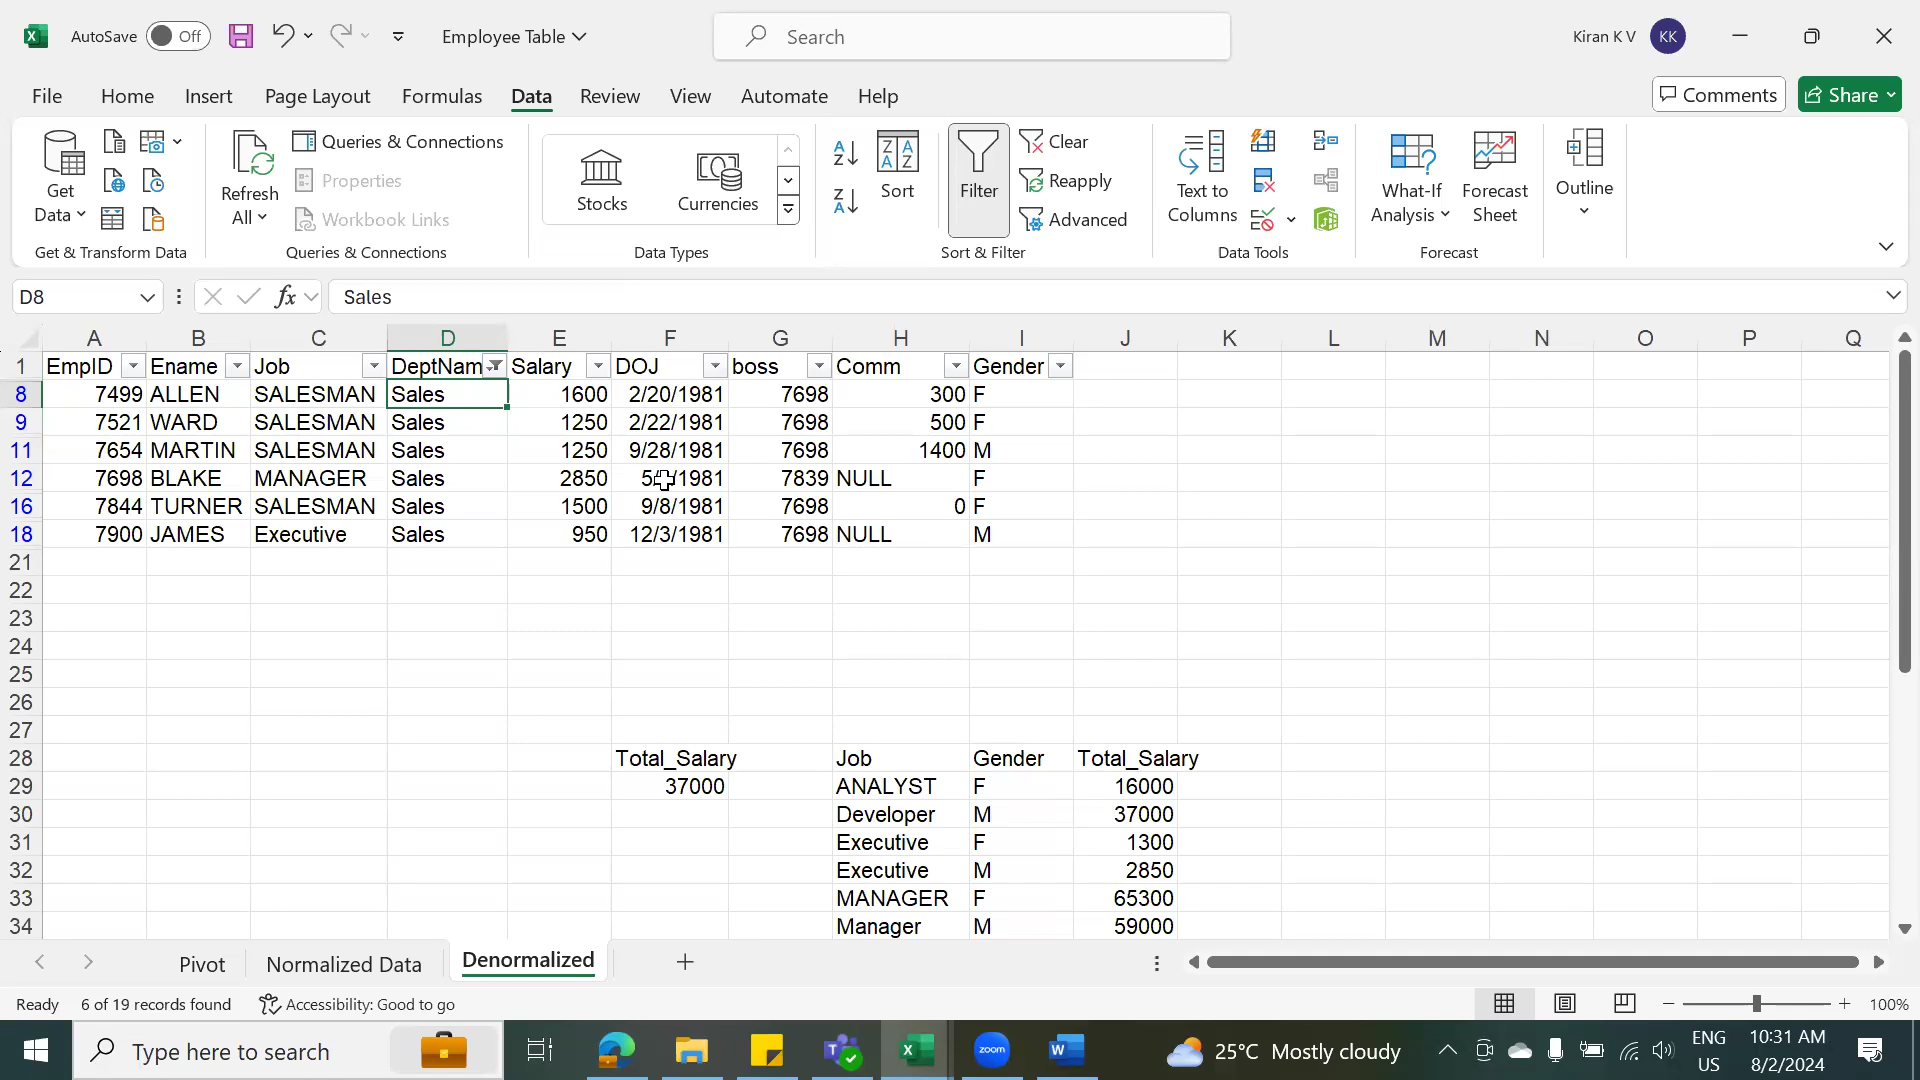 AutoSave Off Employee Table Search Kiran K V KK
File Home Insert Page Layout Formulas Data Review View Automate Help Comments Share
Get Data Refresh All Queries & Connections Properties Workbook Links Stocks Currencies Sort Filter Clear Reapply Advanced Text to Columns What-If Analysis Forecast Sheet Outline
Get & Transform Data Queries & Connections Data Types Sort & Filter Data Tools Forecast
D8 fx Sales
A B C D E F G H I J K L M N O P Q
1 EmpID Ename Job DeptNam Salary DOJ boss Comm Gender
8 7499 ALLEN SALESMAN Sales 1600 2/20/1981 7698 300 F
9 7521 WARD SALESMAN Sales 1250 2/22/1981 7698 500 F
11 7654 MARTIN SALESMAN Sales 1250 9/28/1981 7698 1400 M
12 7698 BLAKE MANAGER Sales 2850 7839 NULL F
16 7844 TURNER SALESMAN Sales 1500 9/8/1981 7698 0 F
18 7900 JAMES Executive Sales 950 12/3/1981 7698 NULL M
21
22
23
24
25
26
27
28 Total_Salary Job Gender Total_Salary
29 37000 ANALYST F 16000
30 Developer M 37000
31 Executive F 1300
32 Executive M 2850
33 MANAGER F 65300
34 Manager M 59000
Pivot Normalized Data Denormalized
Ready 6 of 19 records found Accessibility: Good to go 100%
Type here to search zoom 25°C Mostly cloudy ENG US 10:31 AM 8/2/2024